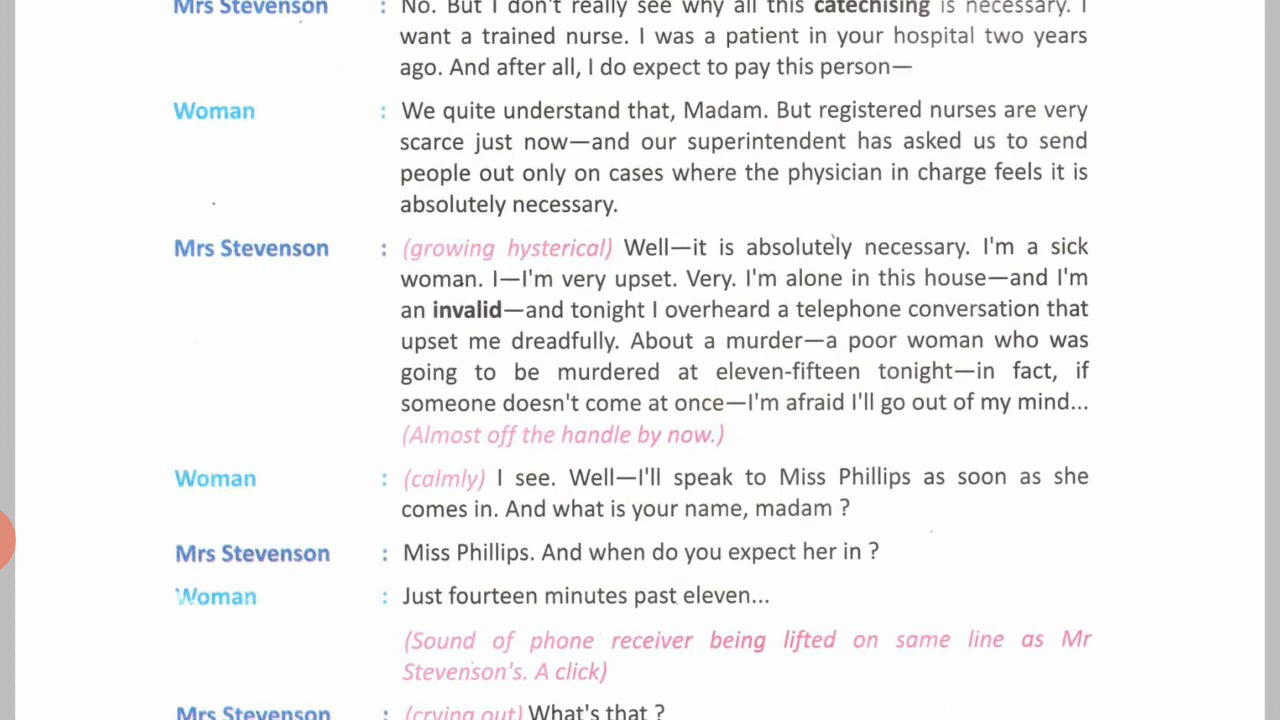 Mrs Stevenson : No. But I don't really see why all this catechising is necessary. I
want a trained nurse. I was a patient in your hospital two years
ago. And after all, I do expect to pay this person—
Woman : We quite understand that, Madam. But registered nurses are very
scarce just now—and our superintendent has asked us to send
people out only on cases where the physician in charge feels it is
absolutely necessary.
Mrs Stevenson : (growing hysterical) Well—it is absolutely necessary. I'm a sick
woman. I—I'm very upset. Very. I'm alone in this house—and I'm
an invalid—and tonight I overheard a telephone conversation that
upset me dreadfully. About a murder—a poor woman who was
going to be murdered at eleven-fifteen tonight—in fact, if
someone doesn't come at once—I'm afraid I'll go out of my mind...
(Almost off the handle by now.)
Woman : (calmly) I see. Well—I'll speak to Miss Phillips as soon as she
comes in. And what is your name, madam ?
Mrs Stevenson : Miss Phillips. And when do you expect her in ?
Woman : Just fourteen minutes past eleven...
(Sound of phone receiver being lifted on same line as Mr
Stevenson's. A click)
Mrs Stevenson : (crying out) What's that ?